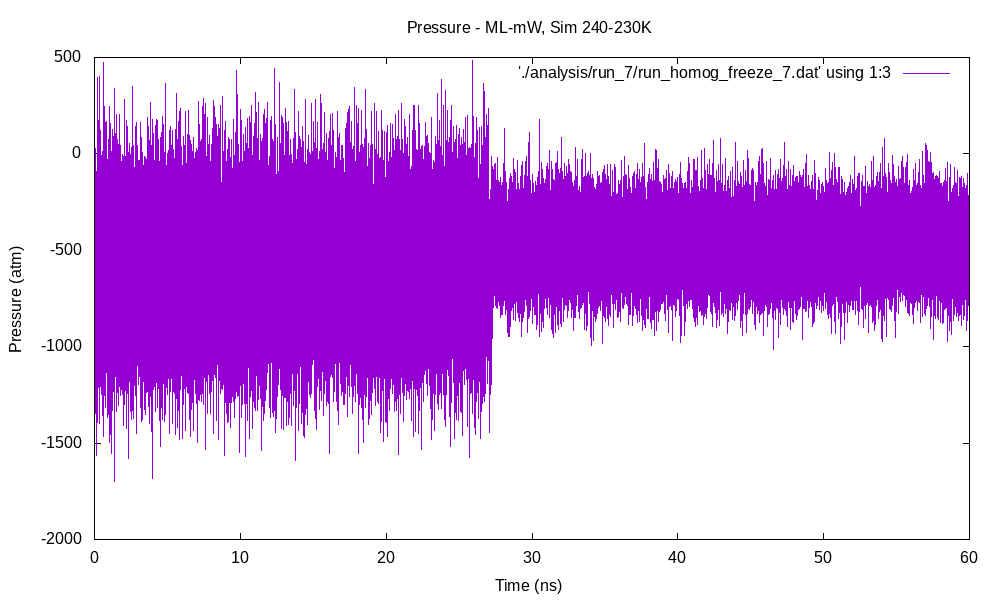 Pressure - ML-mW, Sim 240-230K
'./analysis/run_7/run_homog_freeze_7.dat' using 1:3
500
0
-500
-1000
-1500
-2000
Pressure (atm)
0 10 20 30 40 50 60
Time (ns)